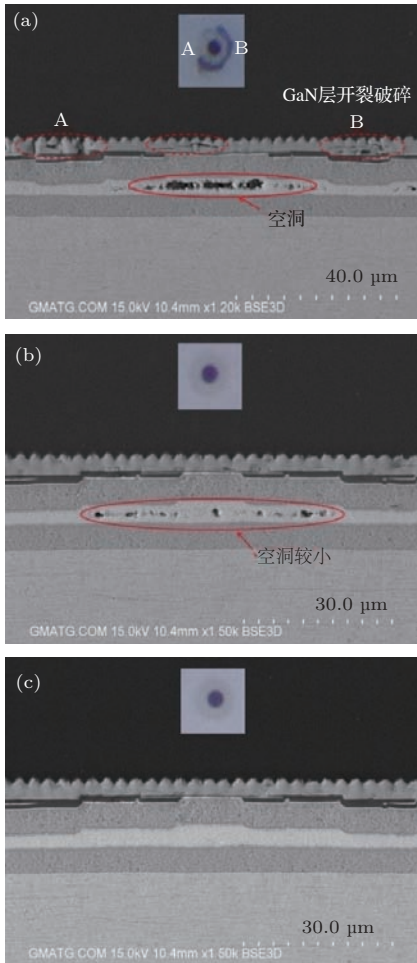 (a)
A
B
GaN层开裂破碎
A
B
空洞
40.0 µm
GMATG.COM 15.0kV 10.4mm x1.20k BSE3D
(b)
空洞较小
30.0 µm
GMATG.COM 15.0kV 10.4mm x1.50k BSE3D
(c)
30.0 µm
GMATG.COM 15.0kV 10.4mm x1.50k BSE3D